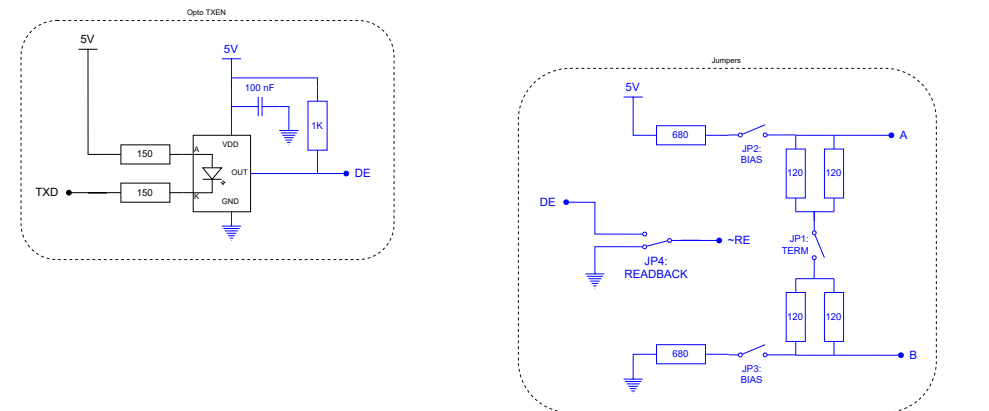 Opto TXEN
5V
5V
100 nF
1K
VDD
A
150
OUT
DE
TXD
150
K
GND
Jumpers
5V
680
A
JP2:
BIAS
120
120
DE
~RE
JP1:
TERM
JP4:
READBACK
120
120
680
B
JP3:
BIAS